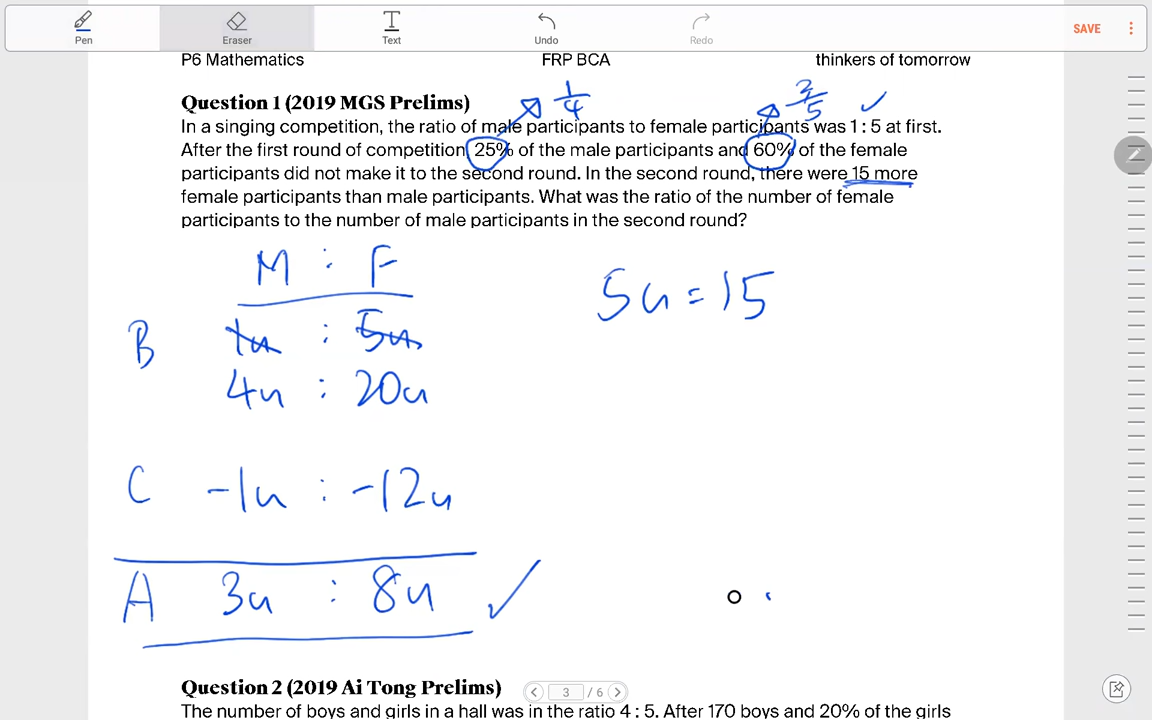 Pen Eraser Text Undo Redo SAVE
P6 Mathematics FRP BCA thinkers of tomorrow
Question 1 (2019 MGS Prelims) 1/4
In a singing competition, the ratio of male participants to female participants was 1 : 5 at first.
After the first round of competition 25% of the male participants and 60% of the female
participants did not make it to the second round. In the second round, there were 15 more
female participants than male participants. What was the ratio of the number of female
participants to the number of male participants in the second round?
M : F
5u = 15
B 1u : 5u
4u : 20u
C -1u : -12u
A 3u : 8u
Question 2 (2019 Ai Tong Prelims) 3 / 6
The number of boys and girls in a hall was in the ratio 4 : 5. After 170 boys and 20% of the girls